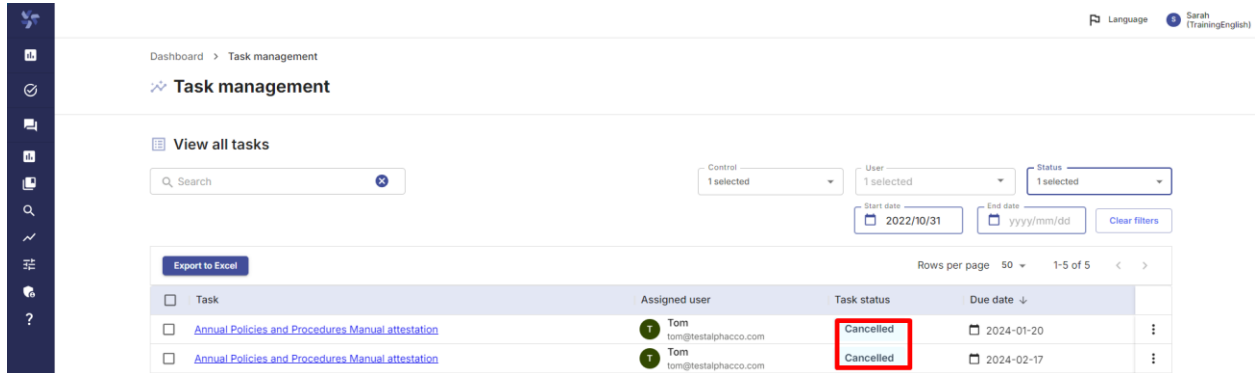 Language S Sarah
(TrainingEnglish)
Dashboard > Task management
Task management
View all tasks
Control User Status
Search 1 selected 1 selected 1 selected
Start date End date
2022/10/31 yyyy/mm/dd Clear filters
Export to Excel Rows per page 50 1-5 of 5 < >
Task Assigned user Task status Due date ↓
Annual Policies and Procedures Manual attestation T Tom Cancelled 2024-01-20
tom@testalphacco.com
Annual Policies and Procedures Manual attestation T Tom Cancelled 2024-02-17
tom@testalphacco.com
?